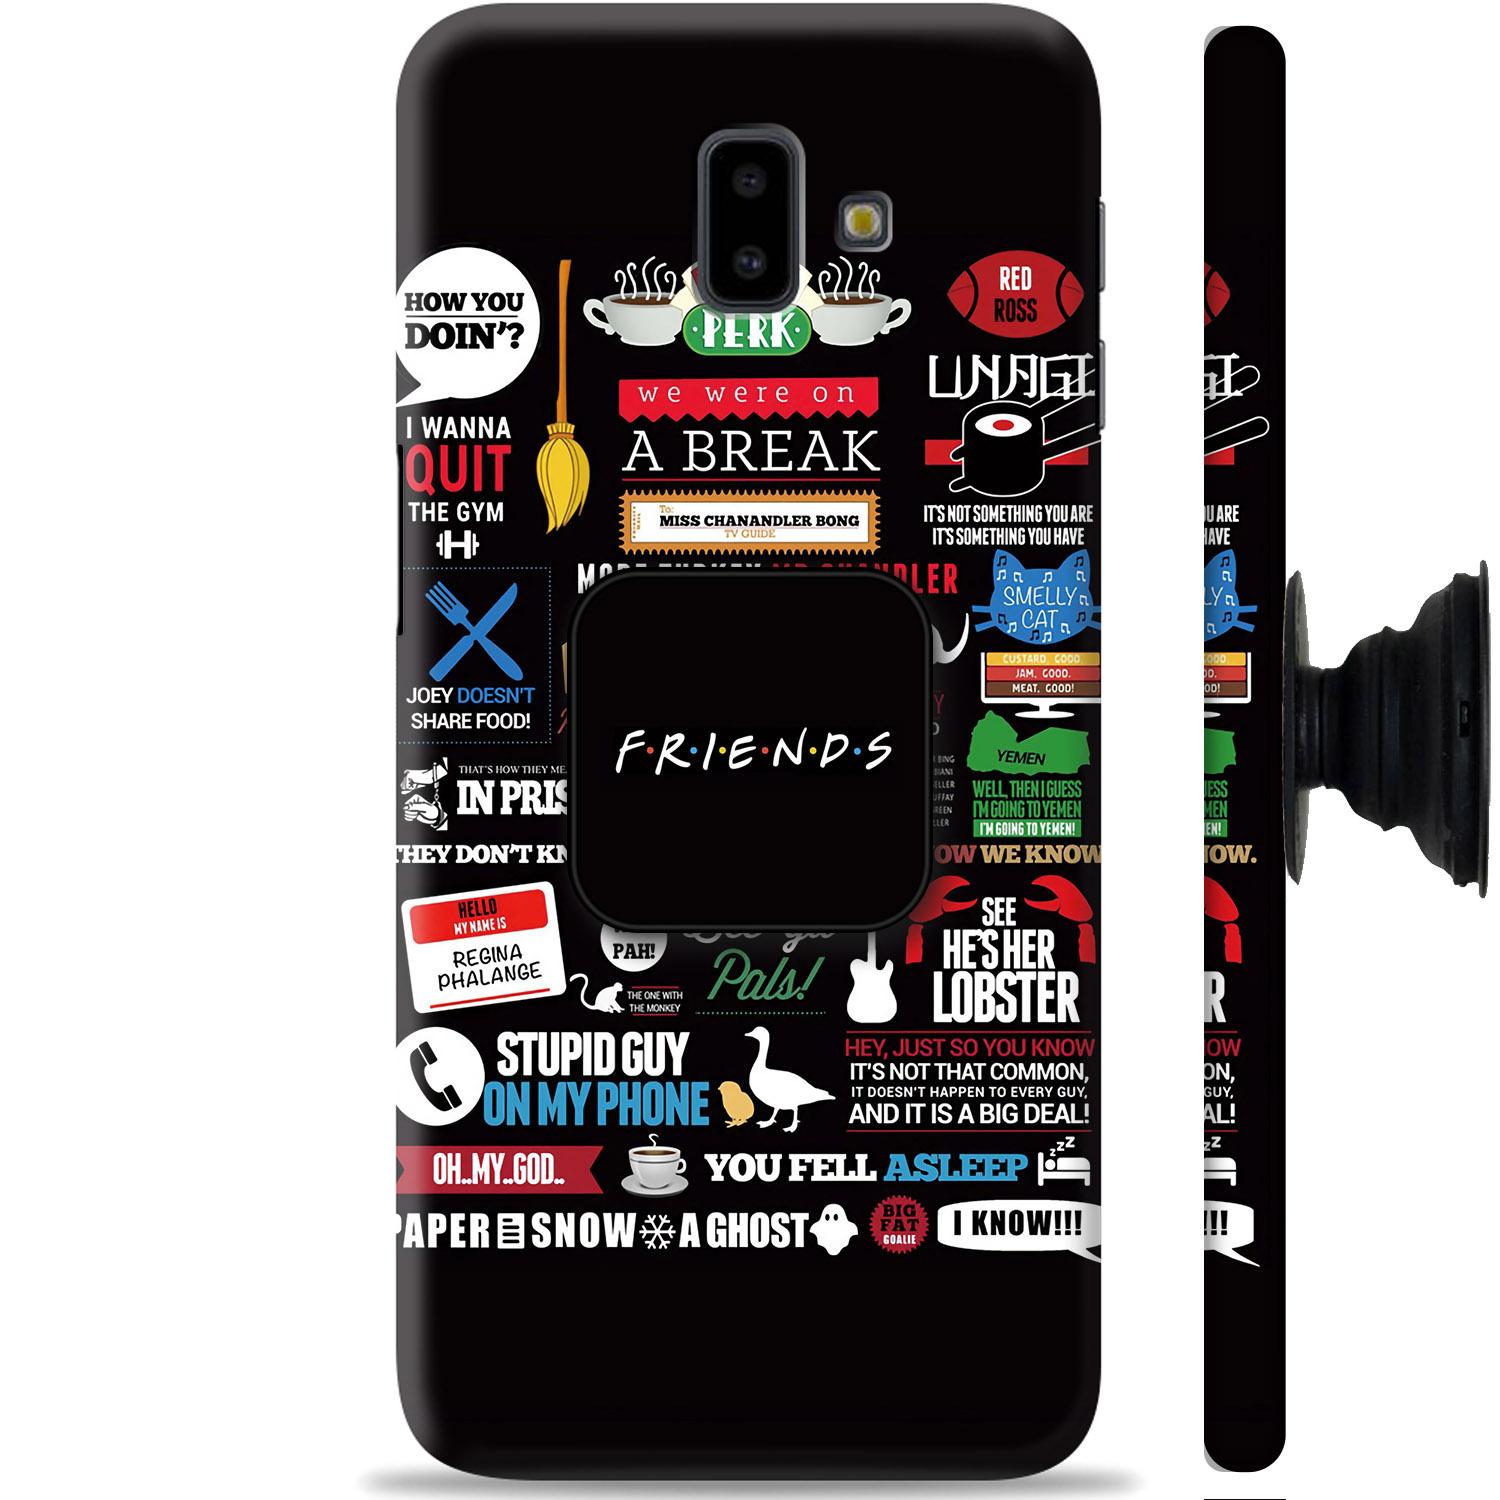 HOW YOU
DOIN'?
I WANNA
QUIT
THE GYM
PERK
we were on
A BREAK
To:
MISS CHANANDLER BONG
TV GUIDE
RED
ROSS
UNAGI
IT'S NOT SOMETHING YOU ARE
IT'S SOMETHING YOU HAVE
SMELLY
CAT
CUSTARD, GOOD.
JAM, GOOD.
MEAT, GOOD!
JOEY DOESN'T
SHARE FOOD!
F·R·I·E·N·D·S
YEMEN
WELL, THEN I GUESS
I'M GOING TO YEMEN
I'M GOING TO YEMEN!
THAT'S HOW THEY
IN
THEY DON'T
WE KNOW
HELLO
MY NAME IS
REGINA
PHALANGE
PAH!
Pals!
THE ONE WITH
THE MONKEY
SEE
HE'S HER
LOBSTER
STUPID GUY
ON MY PHONE
HEY, JUST SO YOU KNOW
IT'S NOT THAT COMMON,
IT DOESN'T HAPPEN TO EVERY GUY,
AND IT IS A BIG DEAL!
OH..MY..GOD..
YOU FELL ASLEEP
zzZ
PAPER SNOW A GHOST
BIG
FAT
GOALIE
I KNOW!!!